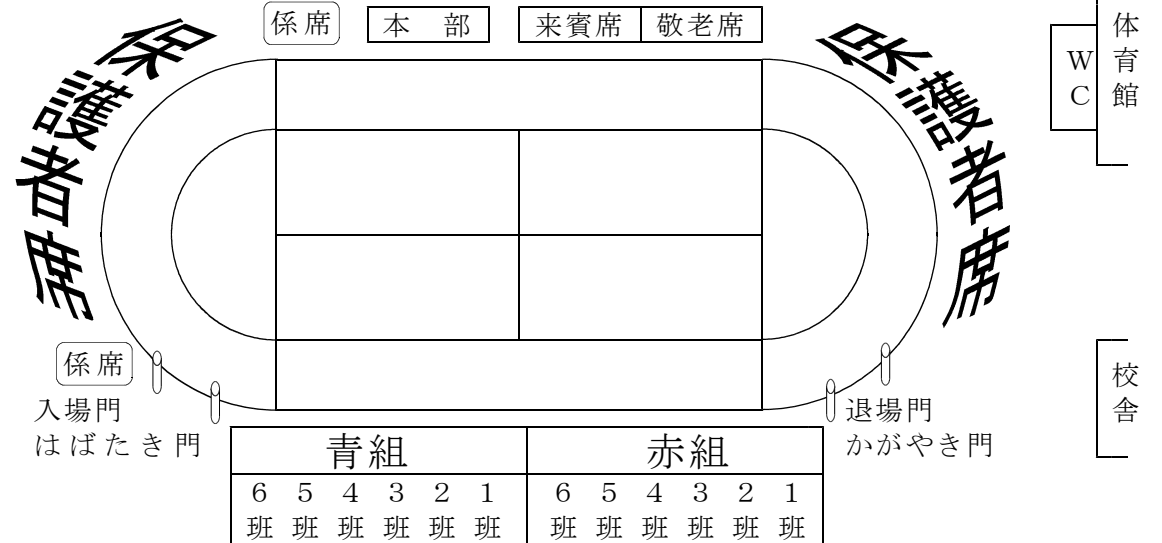 係席
本　部
来賓席
敬老席
体育館
WC
保護者席
保護者席
係席
入場門
はばたき門
退場門
かがやき門
校舎
青組
赤組
6 5 4 3 2 1
班 班 班 班 班 班
6 5 4 3 2 1
班 班 班 班 班 班